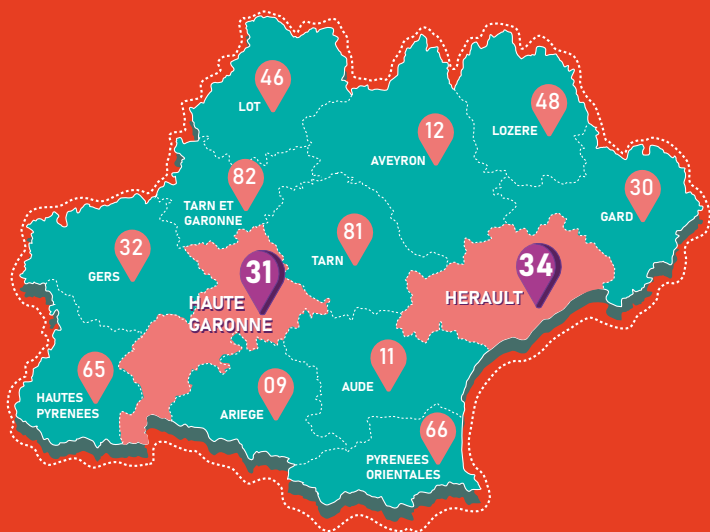 46
LOT
48
LOZERE
12
AVEYRON
82
TARN ET
GARONNE
30
GARD
81
TARN
32
GERS
31
HAUTE
GARONNE
34
HERAULT
65
HAUTES
PYRENEES
11
AUDE
09
ARIEGE
66
PYRENEES
ORIENTALES